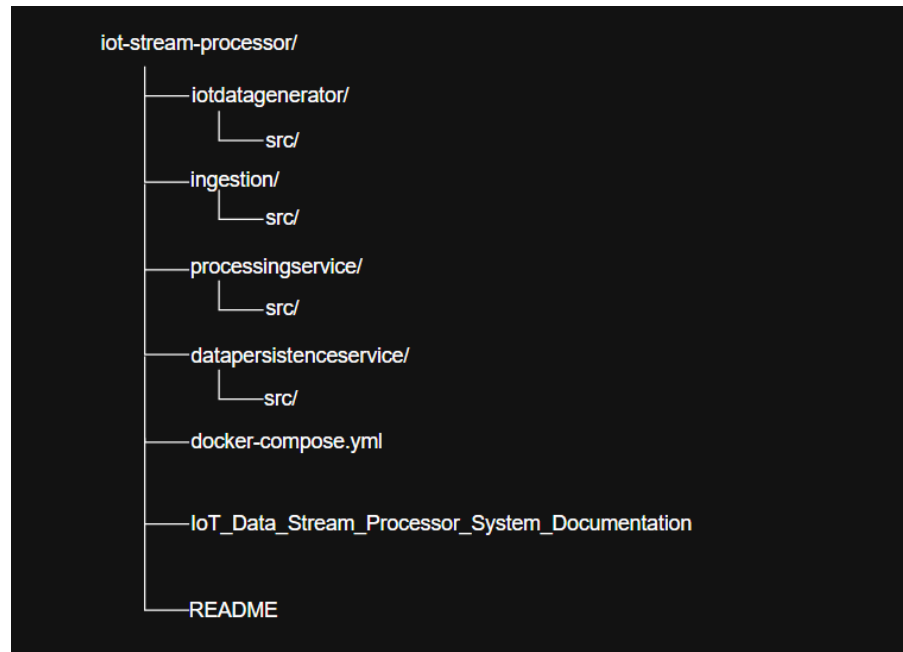 iot-stream-processor/
iotdatagenerator/
src/
ingestion/
src/
processingservice/
src/
datapersistenceservice/
src/
docker-compose.yml
IoT_Data_Stream_Processor_System_Documentation
README